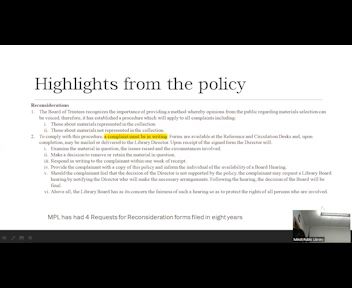 Highlights from the policy
Reconsiderations
1. The Board of Trustees recognizes the importance of providing a method whereby opinions from the public regarding materials selection can
be voiced, therefore, it has established a procedure which will apply to all complaints including:
i. Those about materials represented in the collection.
ii. Those about materials not represented in the collection.
2. To comply with this procedure, a complaint must be in writing. Forms are available at the Reference and Circulation Desks and, upon
completion, may be mailed or delivered to the Library Director. Upon receipt of the signed form the Director will:
i. Examine the material in question, the issues raised and the circumstances involved.
ii. Make a decision to remove or retain the material in question.
iii. Respond in writing to the complainant within one week of receipt.
iv. Provide the complainant with a copy of this policy and inform the individual of the availability of a Board Hearing.
v. Should the complainant feel that the decision of the Director is not supported by the policy, the complainant may request a Library Board
hearing by notifying the Director who will make the necessary arrangements. Following the hearing, the decision of the Board will be
final.
vi. Above all, the Library Board has as its concern the fairness of such a hearing so as to protect the rights of all persons who are involved.
MPL has had 4 Requests for Reconsideration forms filed in eight years
Public Library